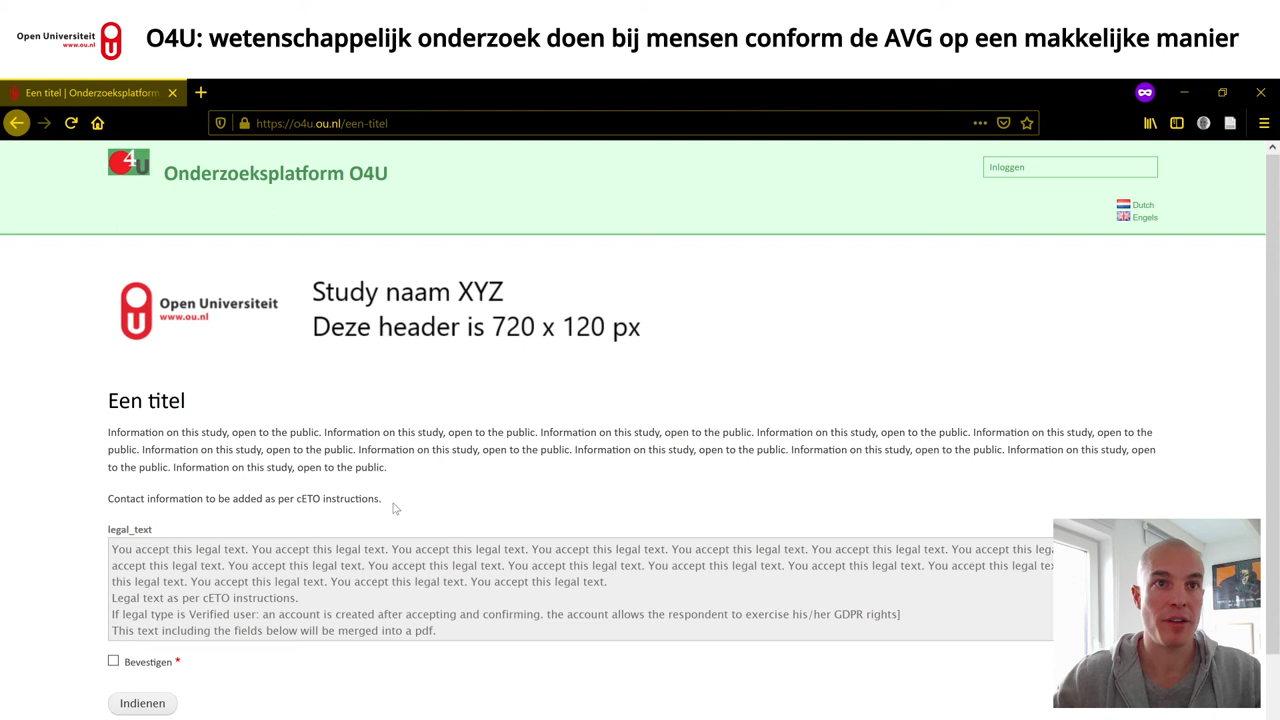 Open Universiteit
www.ou.nl
O4U: wetenschappelijk onderzoek doen bij mensen conform de AVG op een makkelijke manier
Een titel | Onderzoeksplatform
https://o4u.ou.nl/een-titel
O4U
Onderzoeksplatform O4U
Inloggen
Dutch
Engels
Open Universiteit
www.ou.nl
Study naam XYZ
Deze header is 720 x 120 px
Een titel
Information on this study, open to the public. Information on this study, open to the public. Information on this study, open to the public. Information on this study, open to the public. Information on this study, open to the
public. Information on this study, open to the public. Information on this study, open to the public. Information on this study, open to the public. Information on this study, open to the public. Information on this study, open
to the public. Information on this study, open to the public.
Contact information to be added as per cETO instructions.
legal_text
You accept this legal text. You accept this legal text. You accept this legal text. You accept this legal text. You accept this legal text. You accept this legal text. You accept this lega
accept this legal text. You accept this legal text. You accept this legal text. You accept this legal text. You accept this legal text. You accept this legal text. You accept this legal te
this legal text. You accept this legal text. You accept this legal text. You accept this legal text.
Legal text as per cETO instructions.
If legal type is Verified user: an account is created after accepting and confirming. the account allows the respondent to exercise his/her GDPR rights]
This text including the fields below will be merged into a pdf.
Bevestigen *
Indienen